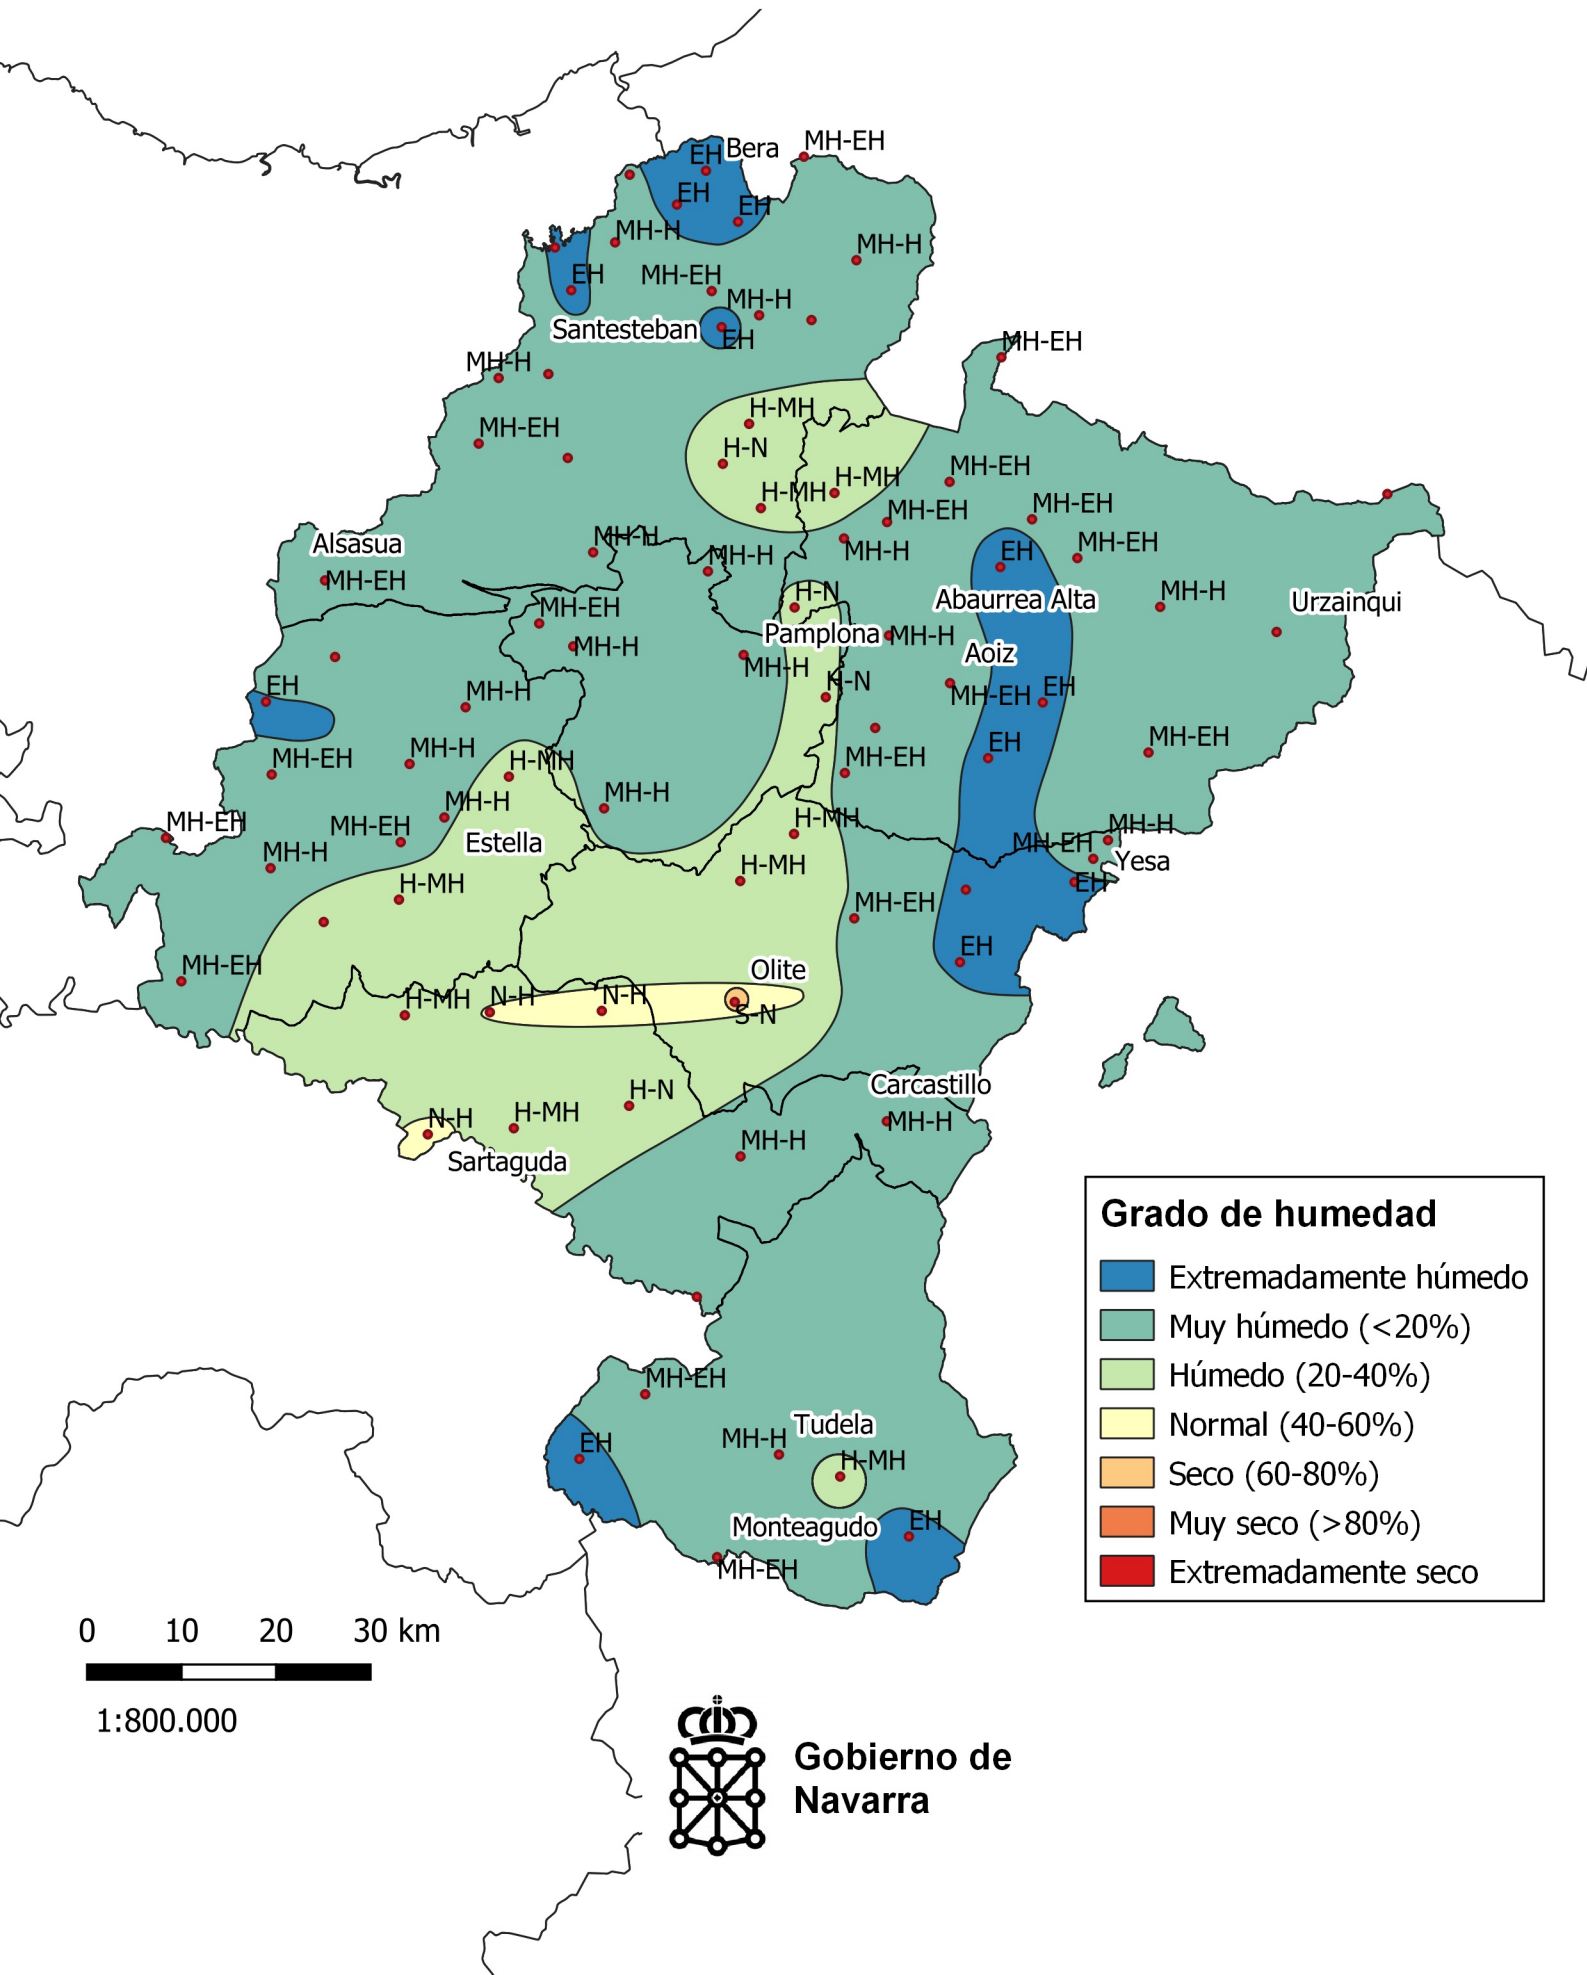 MH-EH
EH
Bera
EH
EH
MH-H
MH-H
EH
MH-EH
MH-H
Santesteban
EH
MH-EH
MH-H
H-MH
MH-EH
H-N
MH-EH
H-MH
H-MH
MH-EH
MH-EH
MH-H
Alsasua
MH-H
MH-H
EH
MH-EH
MH-EH
H-N
MH-H
Abaurrea Alta
Urzainqui
MH-EH
Pamplona
MH-H
MH-H
Aoiz
MH-H
EH
H-N
MH-EH
EH
MH-H
MH-H
EH
MH-EH
MH-EH
H-MH
MH-EH
MH-H
MH-H
MH-EH
MH-EH
H-MH
MH-H
Estella
MH-EH
MH-H
Yesa
H-MH
H-MH
EH
MH-EH
EH
MH-EH
Olite
H-MH
N-H
N-H
S-N
Carcastillo
H-N
N-H
H-MH
MH-H
MH-H
Sartaguda
MH-EH
Tudela
EH
MH-H
H-MH
Monteagudo
EH
MH-EH
Grado de humedad
Extremadamente húmedo
Muy húmedo (<20%)
Húmedo (20-40%)
Normal (40-60%)
Seco (60-80%)
Muy seco (>80%)
Extremadamente seco
0 10 20 30 km
1:800.000
Gobierno de
Navarra